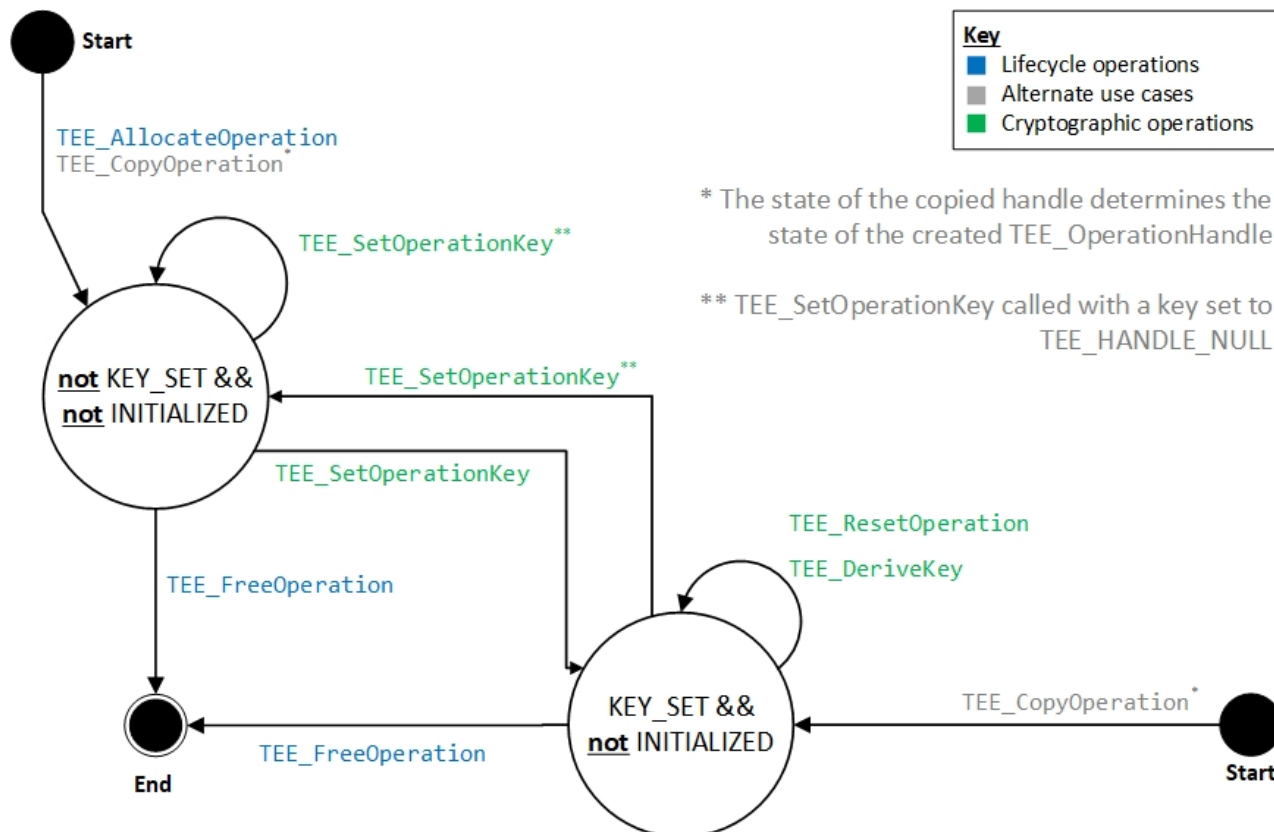 Start
Key
Lifecycle operations
Alternate use cases
Cryptographic operations
TEE_AllocateOperation
TEE_CopyOperation*
* The state of the copied handle determines the
state of the created TEE_OperationHandle
TEE_SetOperationKey**
** TEE_SetOperationKey called with a key set to
TEE_HANDLE_NULL
not KEY_SET &&
not INITIALIZED
TEE_SetOperationKey**
TEE_SetOperationKey
TEE_ResetOperation
TEE_DeriveKey
TEE_FreeOperation
KEY_SET &&
not INITIALIZED
TEE_CopyOperation*
TEE_FreeOperation
End
Start